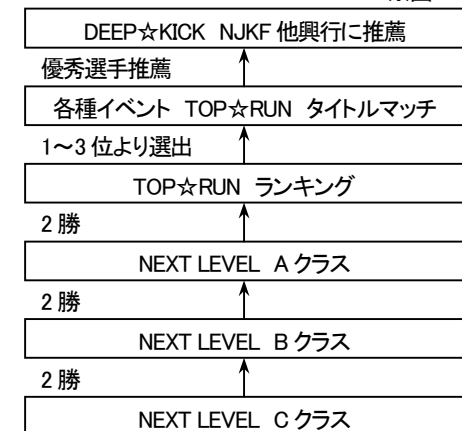 DEEP☆KICK NJKF 他興行に推薦
優秀選手推薦
各種イベント TOP☆RUN タイトルマッチ
1~3 位より選出
TOP☆RUN ランキング
2 勝
NEXT LEVEL A クラス
2 勝
NEXT LEVEL B クラス
2 勝
NEXT LEVEL C クラス